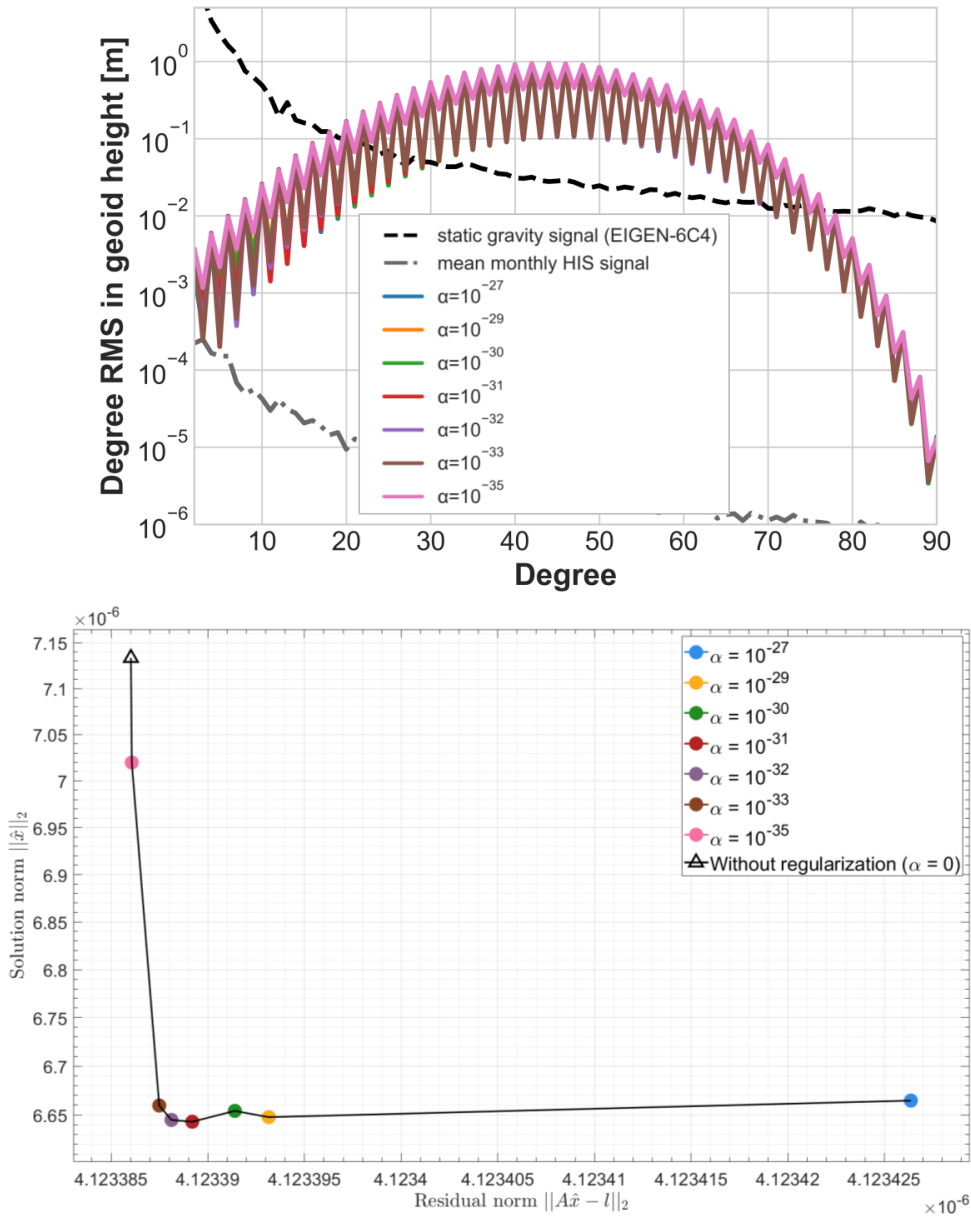 Degree RMS in geoid height [m]
10⁰
10⁻¹
10⁻²
10⁻³
10⁻⁴
10⁻⁵
10⁻⁶
static gravity signal (EIGEN-6C4)
mean monthly HIS signal
α=10⁻²⁷
α=10⁻²⁹
α=10⁻³⁰
α=10⁻³¹
α=10⁻³²
α=10⁻³³
α=10⁻³⁵
10 20 30 40 50 60 70 80 90
Degree
×10⁻⁶
7.15
7.1
7.05
7
6.95
6.9
6.85
6.8
6.75
6.7
6.65
Solution norm ||x̂||₂
α = 10⁻²⁷
α = 10⁻²⁹
α = 10⁻³⁰
α = 10⁻³¹
α = 10⁻³²
α = 10⁻³³
α = 10⁻³⁵
Without regularization (α = 0)
4.123385 4.12339 4.123395 4.1234 4.123405 4.12341 4.123415 4.12342 4.123425
Residual norm ||Ax̂ − l||₂
×10⁻⁶